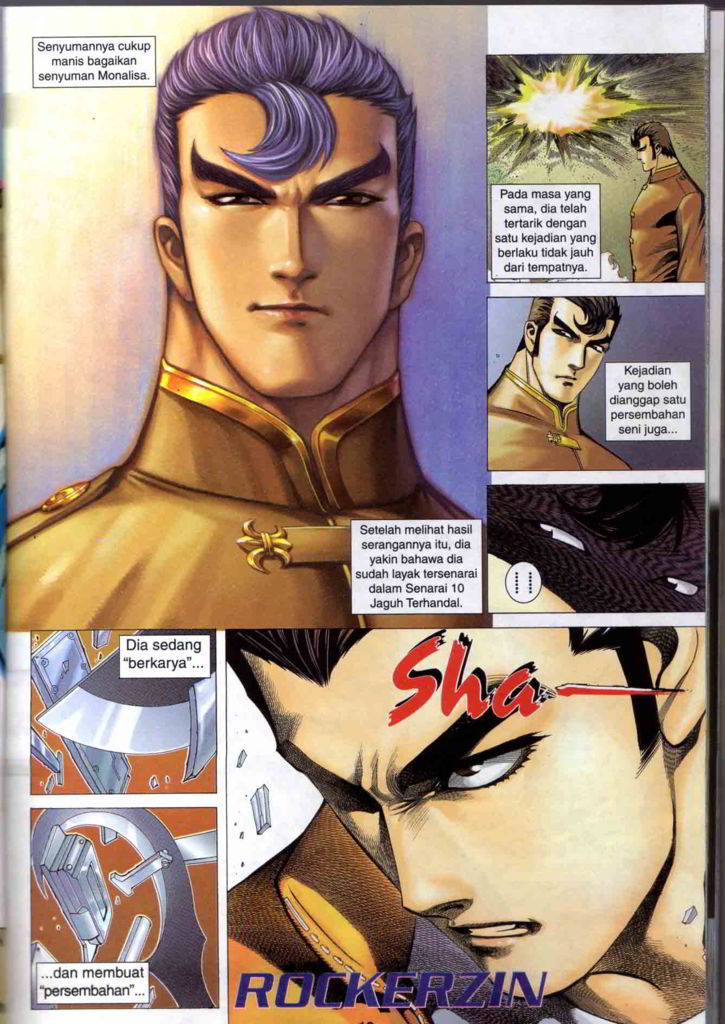 Senyumannya cukup
manis bagaikan
senyuman Monalisa.
Pada masa yang
sama, dia telah
tertarik dengan
satu kejadian yang
berlaku tidak jauh
dari tempatnya.
Kejadian
yang boleh
dianggap satu
persembahan
seni juga...
Setelah melihat hasil
serangannya itu, dia
yakin bahawa dia
sudah layak tersenarai
dalam Senarai 10
Jaguh Terhandal.
Dia sedang
"berkarya"...
Sha
...dan membuat
"persembahan"...
ROCKERZIN